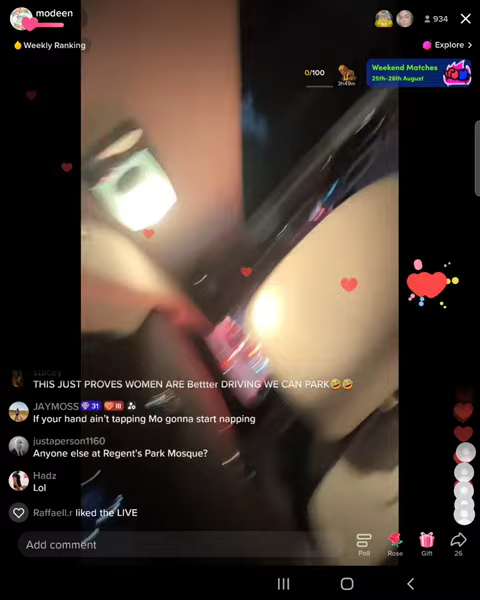 modeen
934
Weekly Ranking
Explore >
0/100
3h49m
Weekend Matches
25th-26th August
stacey
THIS JUST PROVES WOMEN ARE Bettter DRIVING WE CAN PARK🤣🤣
JAYMOSS 31 III
If your hand ain't tapping Mo gonna start napping
justaperson1160
Anyone else at Regent's Park Mosque?
Hadz
Lol
Raffaell.r liked the LIVE
Add comment
Poll
Rose
Gift
26